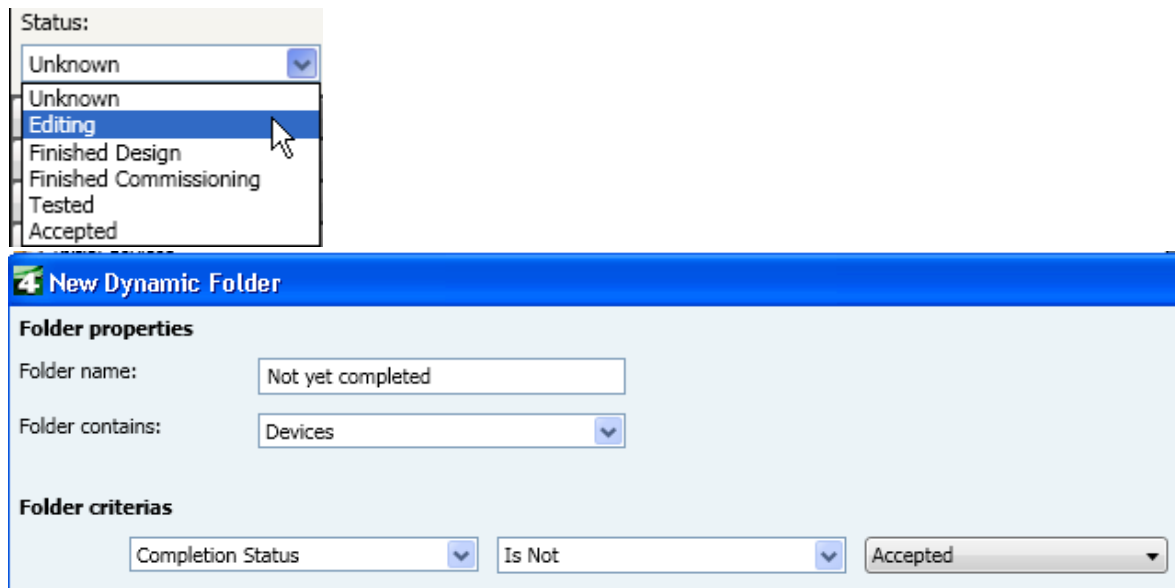 Status:
Unknown
Unknown
Editing
Finished Design
Finished Commissioning
Tested
Accepted
4 New Dynamic Folder
Folder properties
Folder name: Not yet completed
Folder contains: Devices
Folder criterias
Completion Status Is Not Accepted